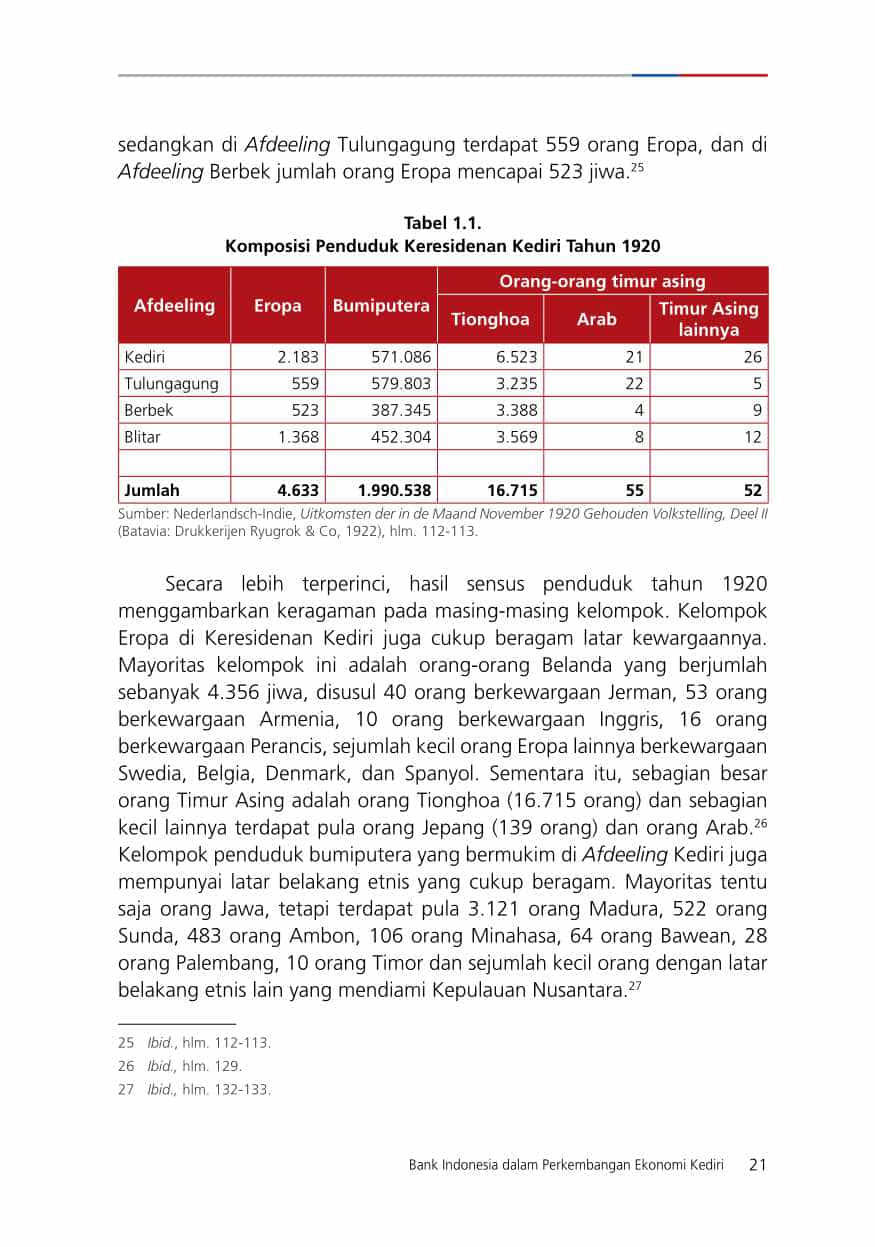 sedangkan di Afdeeling Tulungagung terdapat 559 orang Eropa, dan di
Afdeeling Berbek jumlah orang Eropa mencapai 523 jiwa.25
Tabel 1.1.
Komposisi Penduduk Keresidenan Kediri Tahun 1920
Afdeeling Eropa Bumiputera Orang-orang timur asing
Tionghoa Arab Timur Asing
lainnya
Kediri 2.183 571.086 6.523 21 26
Tulungagung 559 579.803 3.235 22 5
Berbek 523 387.345 3.388 4 9
Blitar 1.368 452.304 3.569 8 12
Jumlah 4.633 1.990.538 16.715 55 52
Sumber: Nederlandsch-Indie, Uitkomsten der in de Maand November 1920 Gehouden Volkstelling, Deel II
(Batavia: Drukkerijen Ryugrok & Co, 1922), hlm. 112-113.
Secara lebih terperinci, hasil sensus penduduk tahun 1920
menggambarkan keragaman pada masing-masing kelompok. Kelompok
Eropa di Keresidenan Kediri juga cukup beragam latar kewargaannya.
Mayoritas kelompok ini adalah orang-orang Belanda yang berjumlah
sebanyak 4.356 jiwa, disusul 40 orang berkewargaan Jerman, 53 orang
berkewargaan Armenia, 10 orang berkewargaan Inggris, 16 orang
berkewargaan Perancis, sejumlah kecil orang Eropa lainnya berkewargaan
Swedia, Belgia, Denmark, dan Spanyol. Sementara itu, sebagian besar
orang Timur Asing adalah orang Tionghoa (16.715 orang) dan sebagian
kecil lainnya terdapat pula orang Jepang (139 orang) dan orang Arab.26
Kelompok penduduk bumiputera yang bermukim di Afdeeling Kediri juga
mempunyai latar belakang etnis yang cukup beragam. Mayoritas tentu
saja orang Jawa, tetapi terdapat pula 3.121 orang Madura, 522 orang
Sunda, 483 orang Ambon, 106 orang Minahasa, 64 orang Bawean, 28
orang Palembang, 10 orang Timor dan sejumlah kecil orang dengan latar
belakang etnis lain yang mendiami Kepulauan Nusantara.27
25 Ibid., hlm. 112-113.
26 Ibid., hlm. 129.
27 Ibid., hlm. 132-133.
Bank Indonesia dalam Perkembangan Ekonomi Kediri 21